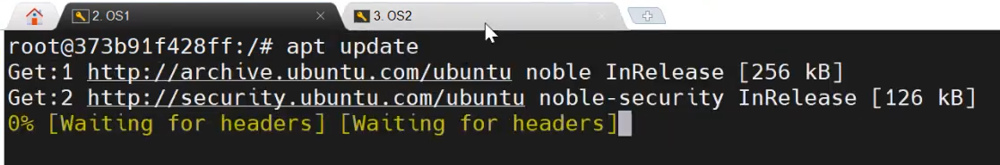 2. OS1
3. OS2
root@373b91f428ff:/# apt update
Get:1 http://archive.ubuntu.com/ubuntu noble InRelease [256 kB]
Get:2 http://security.ubuntu.com/ubuntu noble-security InRelease [126 kB]
0% [Waiting for headers] [Waiting for headers]